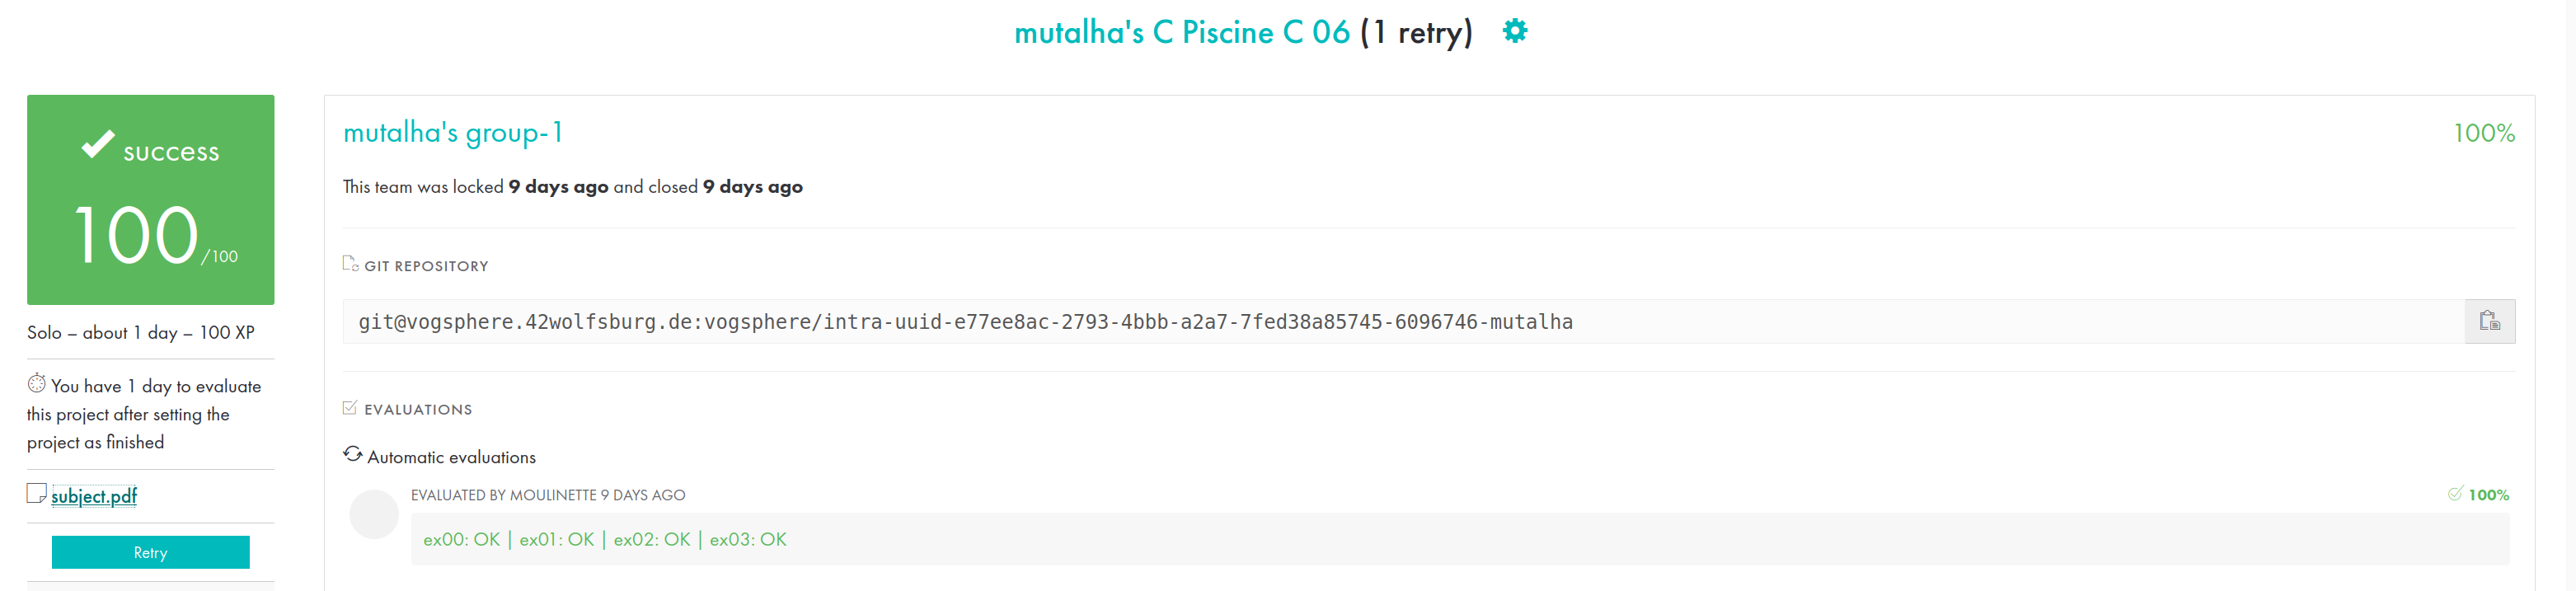 mutalha's C Piscine C 06 (1 retry)
success
100/100
Solo – about 1 day – 100 XP
You have 1 day to evaluate
this project after setting the
project as finished
subject.pdf
Retry
mutalha's group-1
100%
This team was locked 9 days ago and closed 9 days ago
GIT REPOSITORY
git@vogsphere.42wolfsburg.de:vogsphere/intra-uuid-e77ee8ac-2793-4bbb-a2a7-7fed38a85745-6096746-mutalha
EVALUATIONS
Automatic evaluations
EVALUATED BY MOULINETTE 9 DAYS AGO
100%
ex00: OK | ex01: OK | ex02: OK | ex03: OK